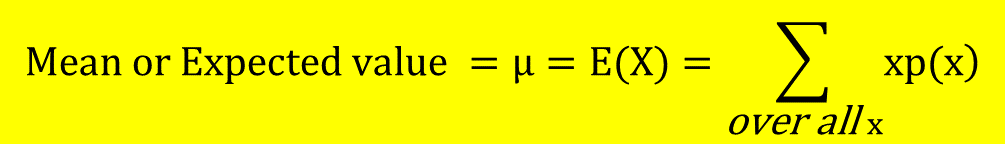 Mean or Expected value = μ = E(X) = ∑ xp(x)
over all x